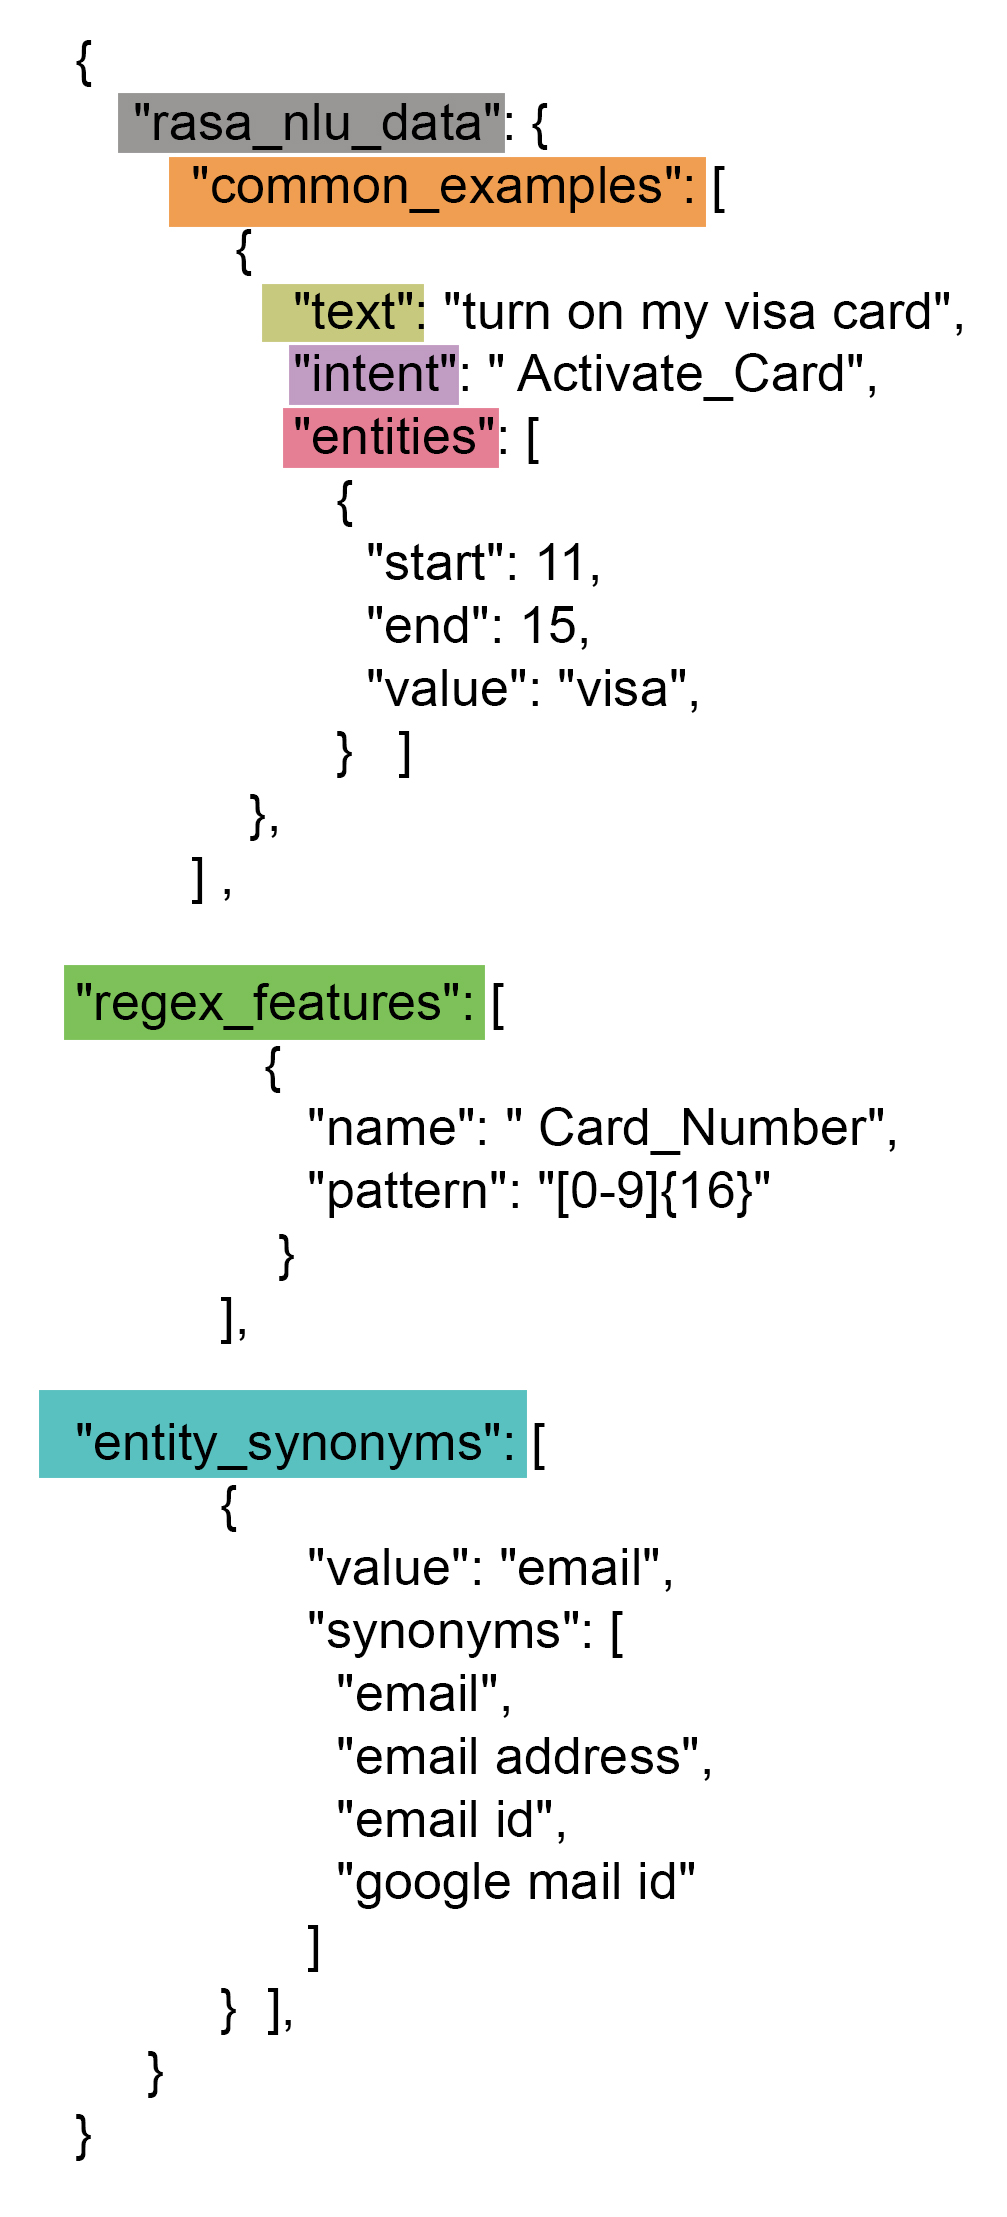 {
"rasa_nlu_data": {
"common_examples": [
{
"text": "turn on my visa card",
"intent": " Activate_Card",
"entities": [
{
"start": 11,
"end": 15,
"value": "visa",
} ]
},
] ,
"regex_features": [
{
"name": " Card_Number",
"pattern": "[0-9]{16}"
}
],
"entity_synonyms": [
{
"value": "email",
"synonyms": [
"email",
"email address",
"email id",
"google mail id"
]
} ],
}
}